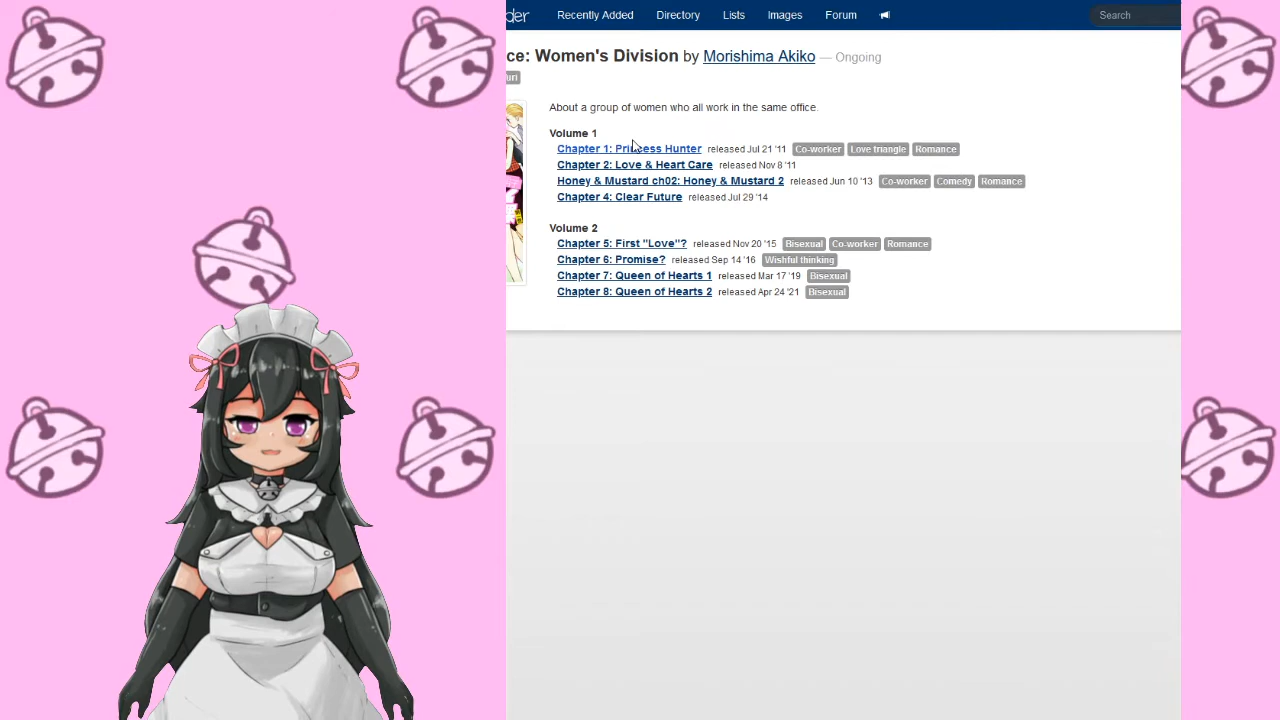 der Recently Added Directory Lists Images Forum Search
ce: Women's Division by Morishima Akiko — Ongoing
uri
About a group of women who all work in the same office.
Volume 1
Chapter 1: Princess Hunter released Jul 21 '11 Co-worker Love triangle Romance
Chapter 2: Love & Heart Care released Nov 8 '11
Honey & Mustard ch02: Honey & Mustard 2 released Jun 10 '13 Co-worker Comedy Romance
Chapter 4: Clear Future released Jul 29 '14
Volume 2
Chapter 5: First "Love"? released Nov 20 '15 Bisexual Co-worker Romance
Chapter 6: Promise? released Sep 14 '16 Wishful thinking
Chapter 7: Queen of Hearts 1 released Mar 17 '19 Bisexual
Chapter 8: Queen of Hearts 2 released Apr 24 '21 Bisexual